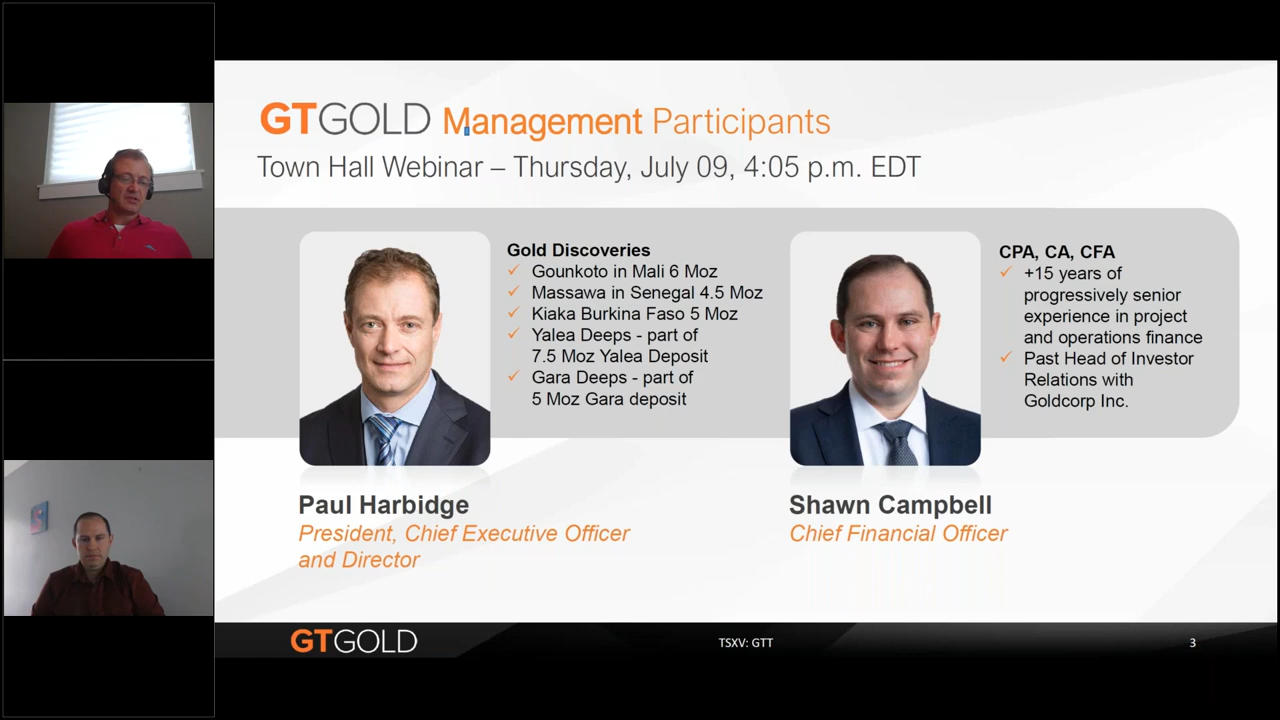 GTGOLD Management Participants
Town Hall Webinar – Thursday, July 09, 4:05 p.m. EDT
Gold Discoveries
Gounkoto in Mali 6 Moz
Massawa in Senegal 4.5 Moz
Kiaka Burkina Faso 5 Moz
Yalea Deeps - part of
7.5 Moz Yalea Deposit
Gara Deeps - part of
5 Moz Gara deposit
CPA, CA, CFA
+15 years of
progressively senior
experience in project
and operations finance
Past Head of Investor
Relations with
Goldcorp Inc.
Paul Harbidge
President, Chief Executive Officer
and Director
Shawn Campbell
Chief Financial Officer
GTGOLD
TSXV: GTT
3